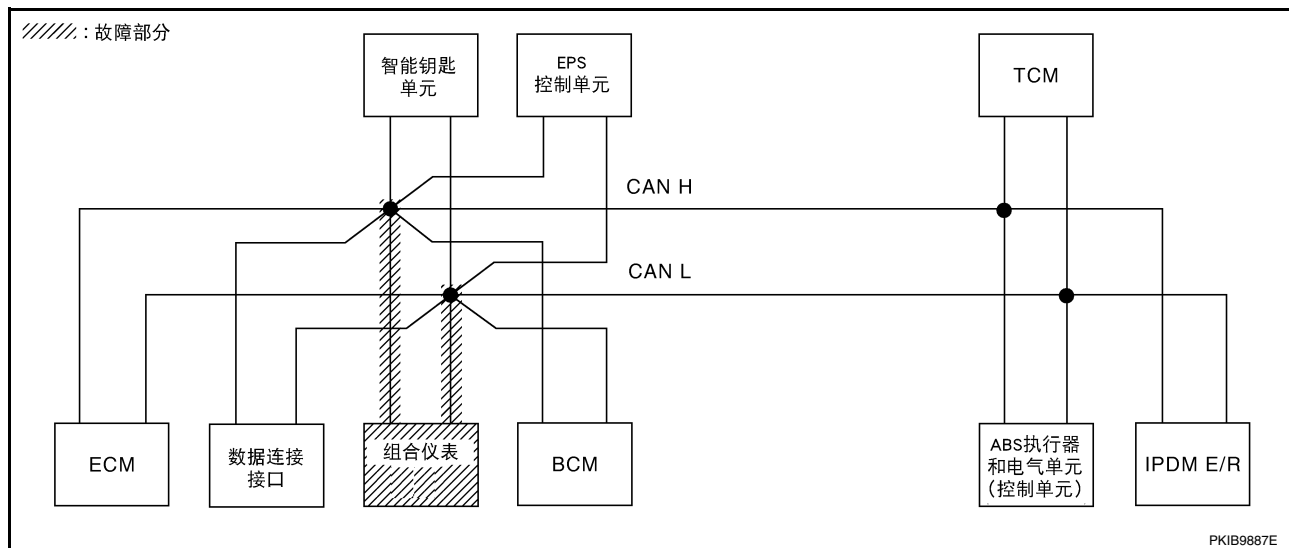 : 故障部分
智能钥匙
单元
EPS
控制单元
TCM
CAN H
CAN L
ECM
数据连接
接口
组合仪表
BCM
ABS执行器
和电气单元
(控制单元)
IPDM E/R
PKIB9887E